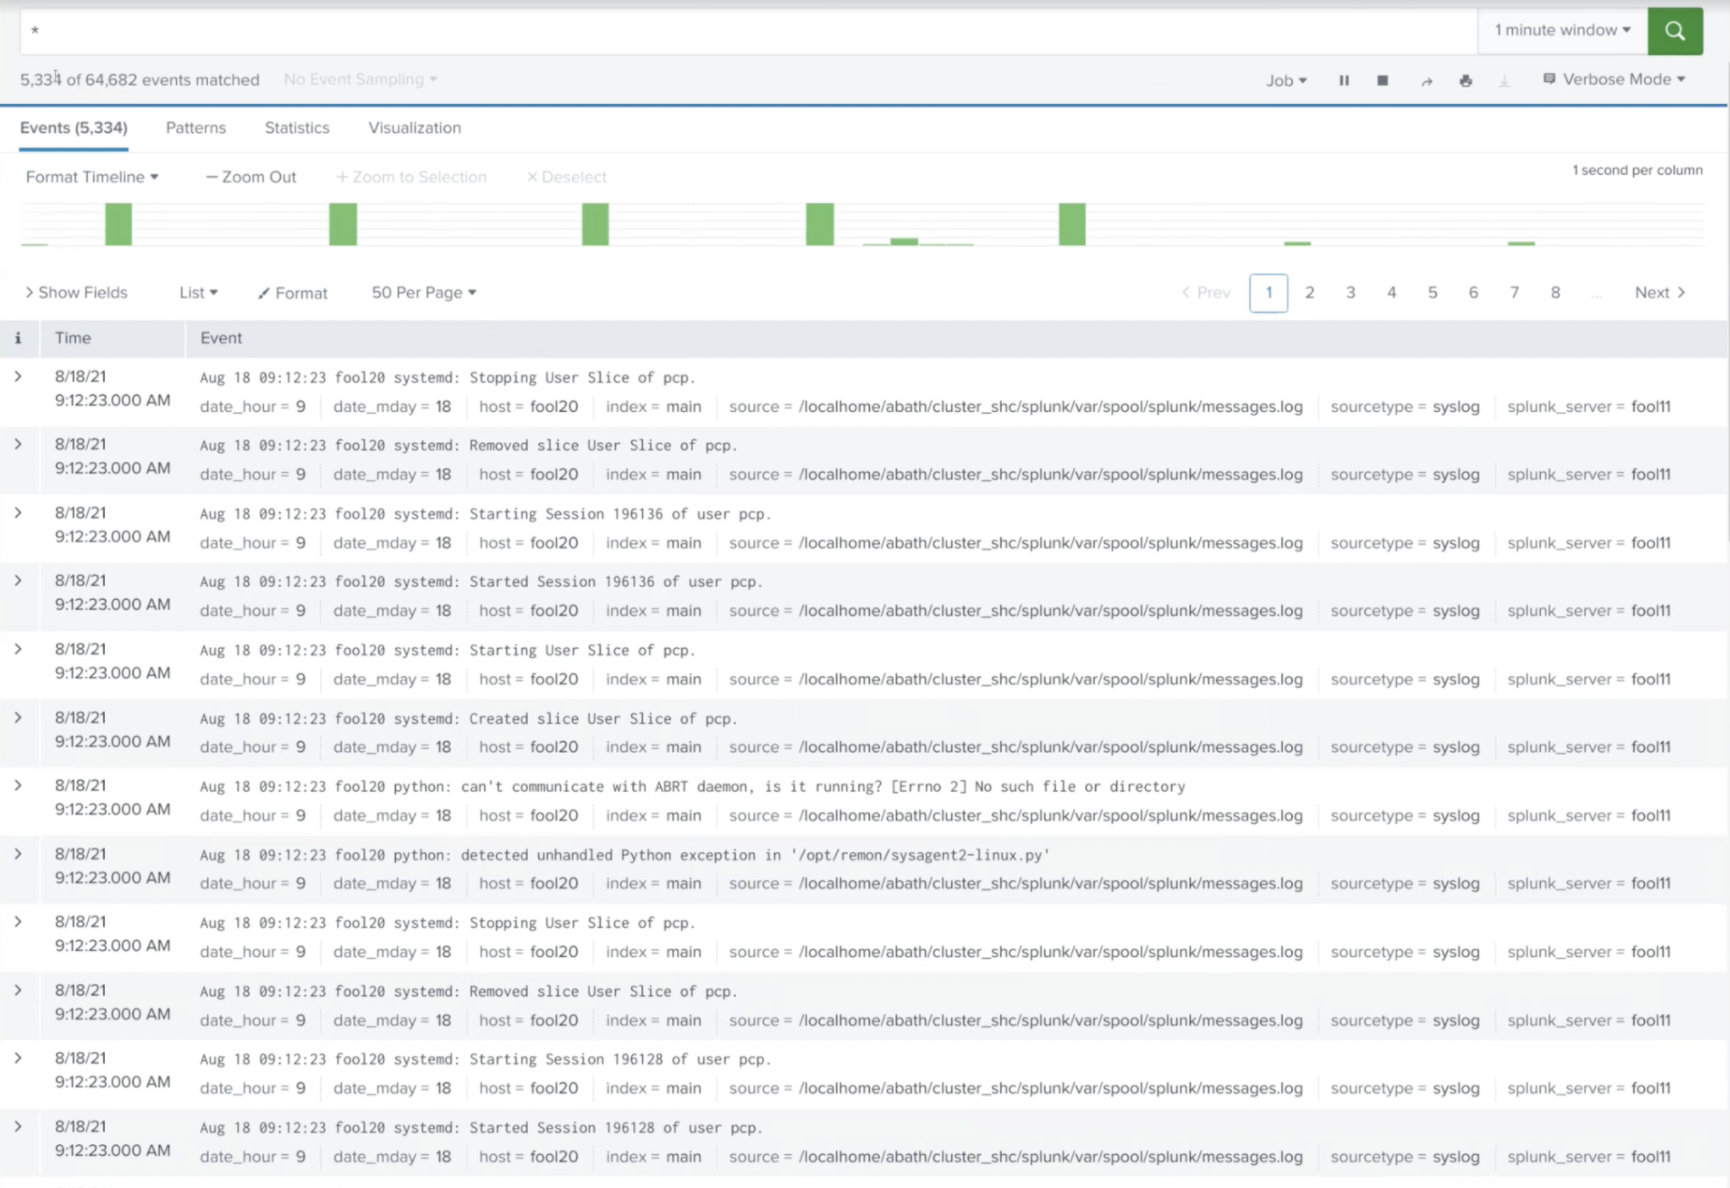 *
1 minute window
5,334 of 64,682 events matched No Event Sampling
Job Verbose Mode
Events (5,334) Patterns Statistics Visualization
Format Timeline — Zoom Out + Zoom to Selection × Deselect
1 second per column
> Show Fields List Format 50 Per Page
< Prev 1 2 3 4 5 6 7 8 ... Next >
i Time Event
8/18/21
9:12:23.000 AM
Aug 18 09:12:23 fool20 systemd: Stopping User Slice of pcp.
date_hour = 9 date_mday = 18 host = fool20 index = main source = /localhome/abath/cluster_shc/splunk/var/spool/splunk/messages.log sourcetype = syslog splunk_server = fool11
8/18/21
9:12:23.000 AM
Aug 18 09:12:23 fool20 systemd: Removed slice User Slice of pcp.
date_hour = 9 date_mday = 18 host = fool20 index = main source = /localhome/abath/cluster_shc/splunk/var/spool/splunk/messages.log sourcetype = syslog splunk_server = fool11
8/18/21
9:12:23.000 AM
Aug 18 09:12:23 fool20 systemd: Starting Session 196136 of user pcp.
date_hour = 9 date_mday = 18 host = fool20 index = main source = /localhome/abath/cluster_shc/splunk/var/spool/splunk/messages.log sourcetype = syslog splunk_server = fool11
8/18/21
9:12:23.000 AM
Aug 18 09:12:23 fool20 systemd: Started Session 196136 of user pcp.
date_hour = 9 date_mday = 18 host = fool20 index = main source = /localhome/abath/cluster_shc/splunk/var/spool/splunk/messages.log sourcetype = syslog splunk_server = fool11
8/18/21
9:12:23.000 AM
Aug 18 09:12:23 fool20 systemd: Starting User Slice of pcp.
date_hour = 9 date_mday = 18 host = fool20 index = main source = /localhome/abath/cluster_shc/splunk/var/spool/splunk/messages.log sourcetype = syslog splunk_server = fool11
8/18/21
9:12:23.000 AM
Aug 18 09:12:23 fool20 systemd: Created slice User Slice of pcp.
date_hour = 9 date_mday = 18 host = fool20 index = main source = /localhome/abath/cluster_shc/splunk/var/spool/splunk/messages.log sourcetype = syslog splunk_server = fool11
8/18/21
9:12:23.000 AM
Aug 18 09:12:23 fool20 python: can't communicate with ABRT daemon, is it running? [Errno 2] No such file or directory
date_hour = 9 date_mday = 18 host = fool20 index = main source = /localhome/abath/cluster_shc/splunk/var/spool/splunk/messages.log sourcetype = syslog splunk_server = fool11
8/18/21
9:12:23.000 AM
Aug 18 09:12:23 fool20 python: detected unhandled Python exception in '/opt/remon/sysagent2-linux.py'
date_hour = 9 date_mday = 18 host = fool20 index = main source = /localhome/abath/cluster_shc/splunk/var/spool/splunk/messages.log sourcetype = syslog splunk_server = fool11
8/18/21
9:12:23.000 AM
Aug 18 09:12:23 fool20 systemd: Stopping User Slice of pcp.
date_hour = 9 date_mday = 18 host = fool20 index = main source = /localhome/abath/cluster_shc/splunk/var/spool/splunk/messages.log sourcetype = syslog splunk_server = fool11
8/18/21
9:12:23.000 AM
Aug 18 09:12:23 fool20 systemd: Removed slice User Slice of pcp.
date_hour = 9 date_mday = 18 host = fool20 index = main source = /localhome/abath/cluster_shc/splunk/var/spool/splunk/messages.log sourcetype = syslog splunk_server = fool11
8/18/21
9:12:23.000 AM
Aug 18 09:12:23 fool20 systemd: Starting Session 196128 of user pcp.
date_hour = 9 date_mday = 18 host = fool20 index = main source = /localhome/abath/cluster_shc/splunk/var/spool/splunk/messages.log sourcetype = syslog splunk_server = fool11
8/18/21
9:12:23.000 AM
Aug 18 09:12:23 fool20 systemd: Started Session 196128 of user pcp.
date_hour = 9 date_mday = 18 host = fool20 index = main source = /localhome/abath/cluster_shc/splunk/var/spool/splunk/messages.log sourcetype = syslog splunk_server = fool11